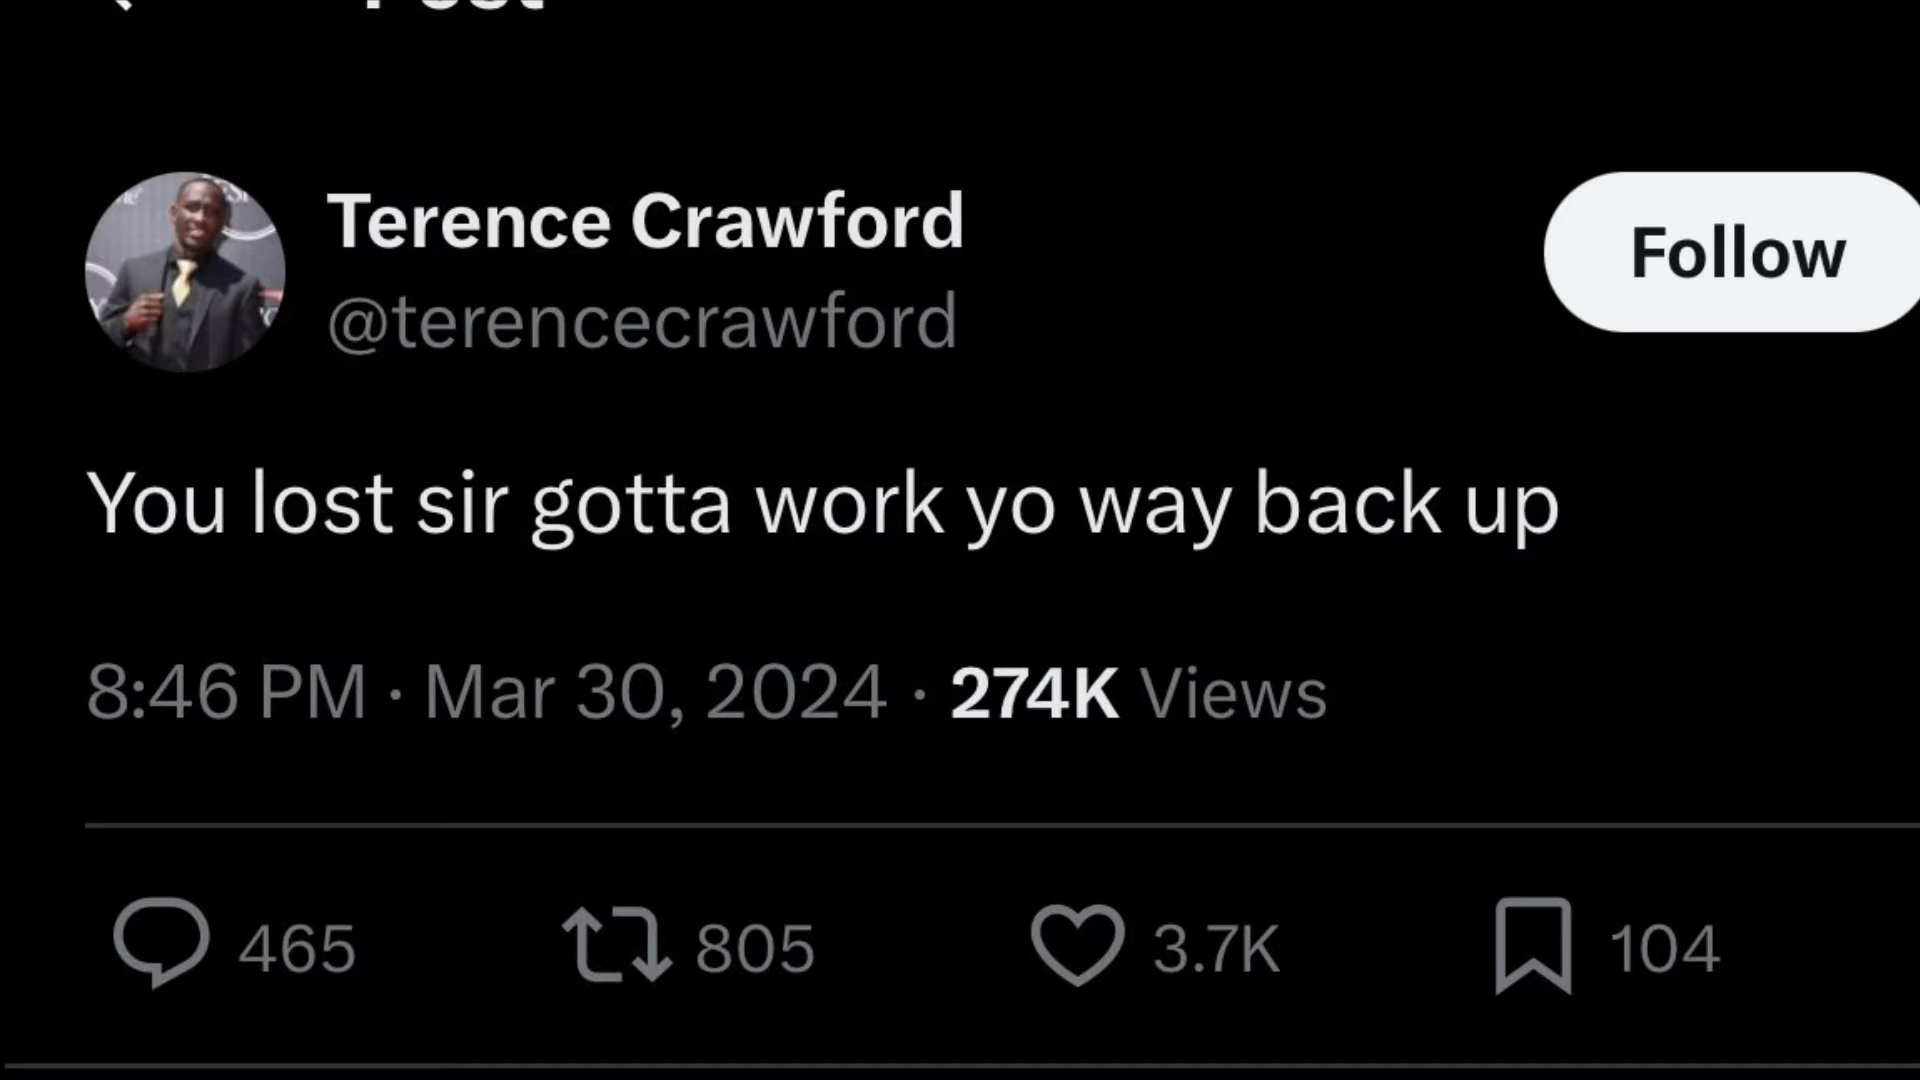 Post
Terence Crawford
@terencecrawford
Follow
You lost sir gotta work yo way back up
8:46 PM · Mar 30, 2024 · 274K Views
465 805 3.7K 104